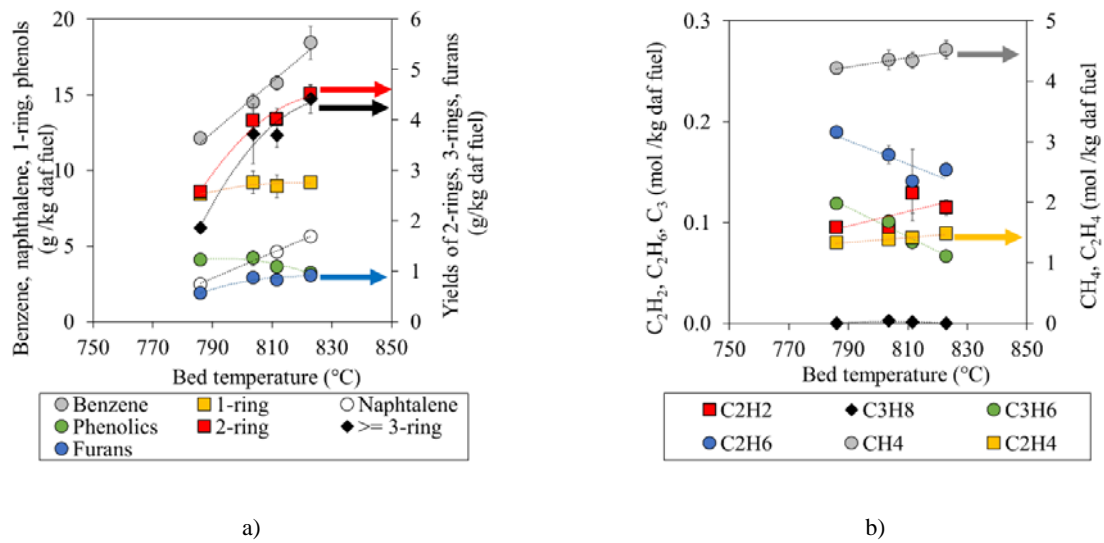 Benzene, naphthalene, 1-ring, phenols
(g /kg daf fuel)
20
15
10
5
0
6
5
4
3
2
1
0
Yields of 2-rings, 3-rings, furans
(g/kg daf fuel)
750 770 790 810 830 850
Bed temperature (°C)
Benzene 1-ring Naphtalene
Phenolics 2-ring >= 3-ring
Furans
a)
C2H2, C2H6, C3 (mol /kg daf fuel)
0.3
0.2
0.1
0.0
5
4
3
2
1
0
CH4, C2H4 (mol /kg daf fuel)
750 770 790 810 830 850
Bed temperature (°C)
C2H2 C3H8 C3H6
C2H6 CH4 C2H4
b)